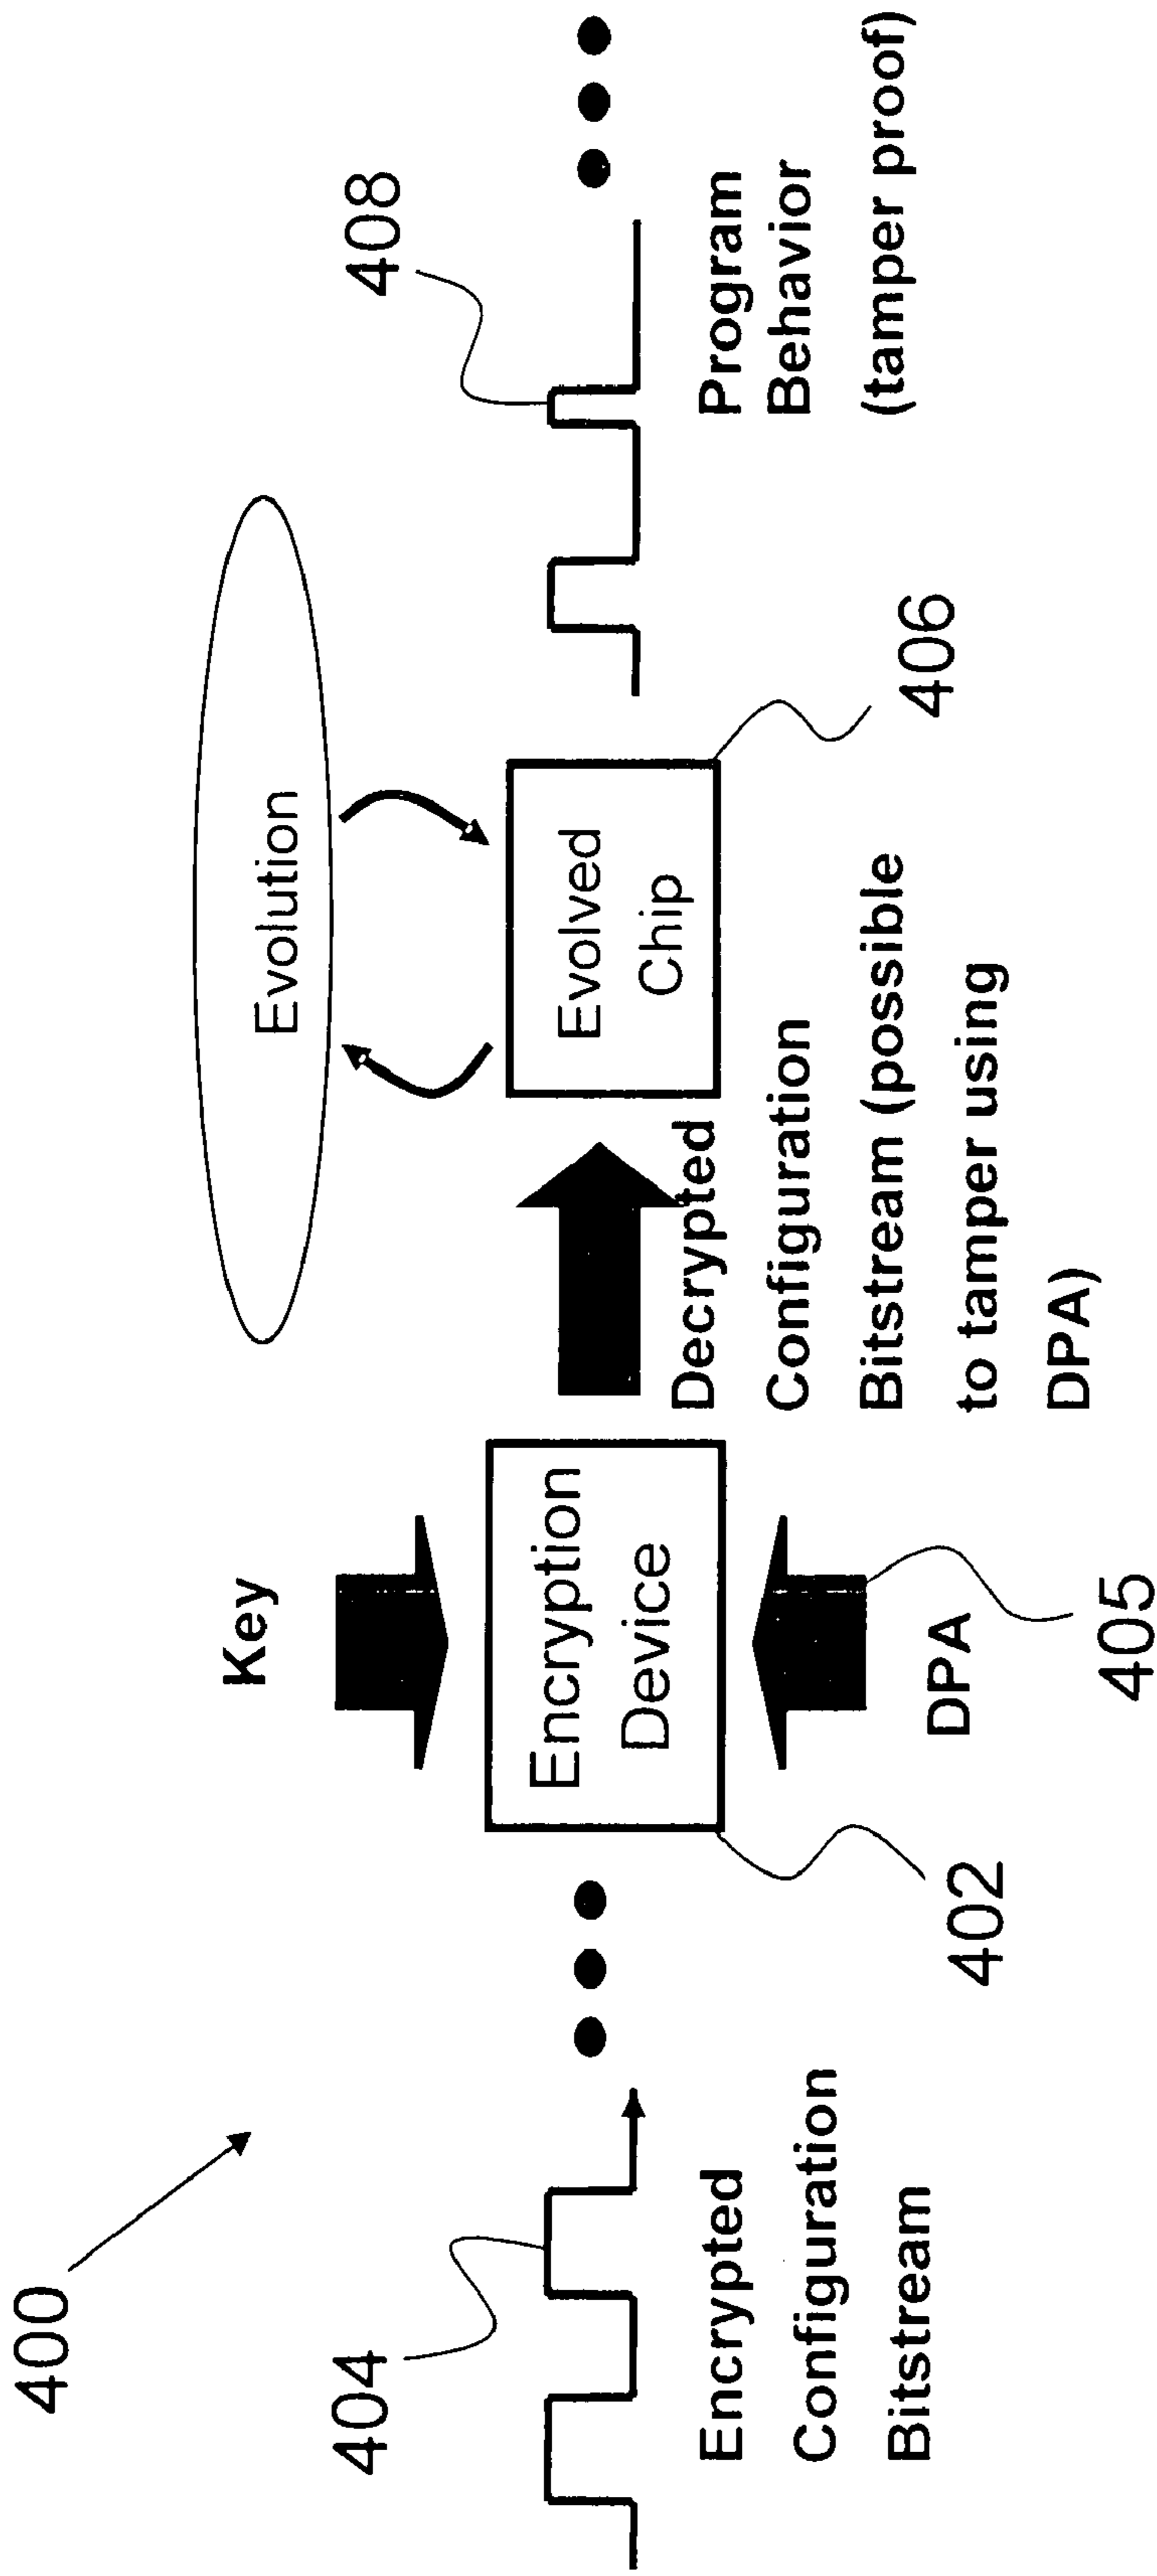 400
404
Encrypted
Configuration
Bitstream
Key
Encryption
Device
402
DPA
405
Decrypted
Configuration
Bitstream (possible
to tamper using
DPA)
Evolution
Evolved
Chip
406
408
Program
Behavior
(tamper proof)